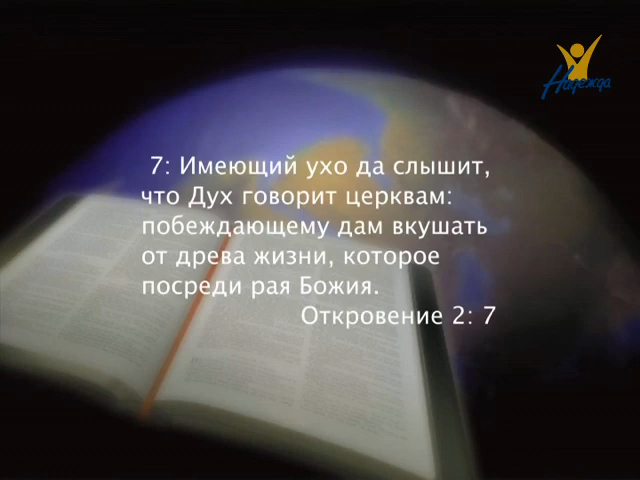 Надежда
7: Имеющий ухо да слышит,
что Дух говорит церквам:
побеждающему дам вкушать
от древа жизни, которое
посреди рая Божия.
Откровение 2: 7